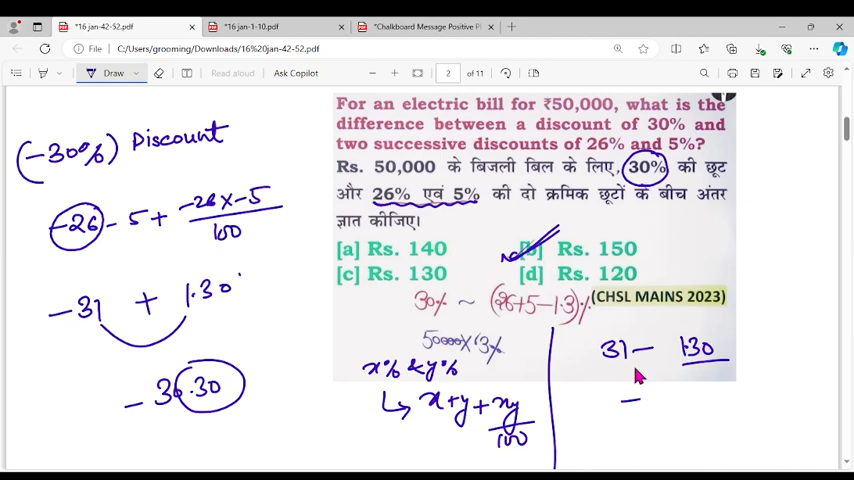 *16 jan-42-52.pdf
*16 jan-1-10.pdf
*Chalkboard Message Positive P
File
C:/Users/grooming/Downloads/16%20jan-42-52.pdf
Draw
Read aloud
Ask Copilot
2
of 11
For an electric bill for ₹50,000, what is the
difference between a discount of 30% and
two successive discounts of 26% and 5%?
Rs. 50,000 के बिजली बिल के लिए, 30% की छूट
और 26% एवं 5% की दो क्रमिक छूटों के बीच अंतर
ज्ञात कीजिए।
[a] Rs. 140
[b] Rs. 150
[c] Rs. 130
[d] Rs. 120
(CHSL MAINS 2023)
30% ~ (26+5-1.3)%
50000×.3%
(-30%) Discount
-26 - 5 + -26 x -5
100
-31 + 1.30
- 30.30
x% & y%
↳ x+y+xy
100
31 - 1.30
-